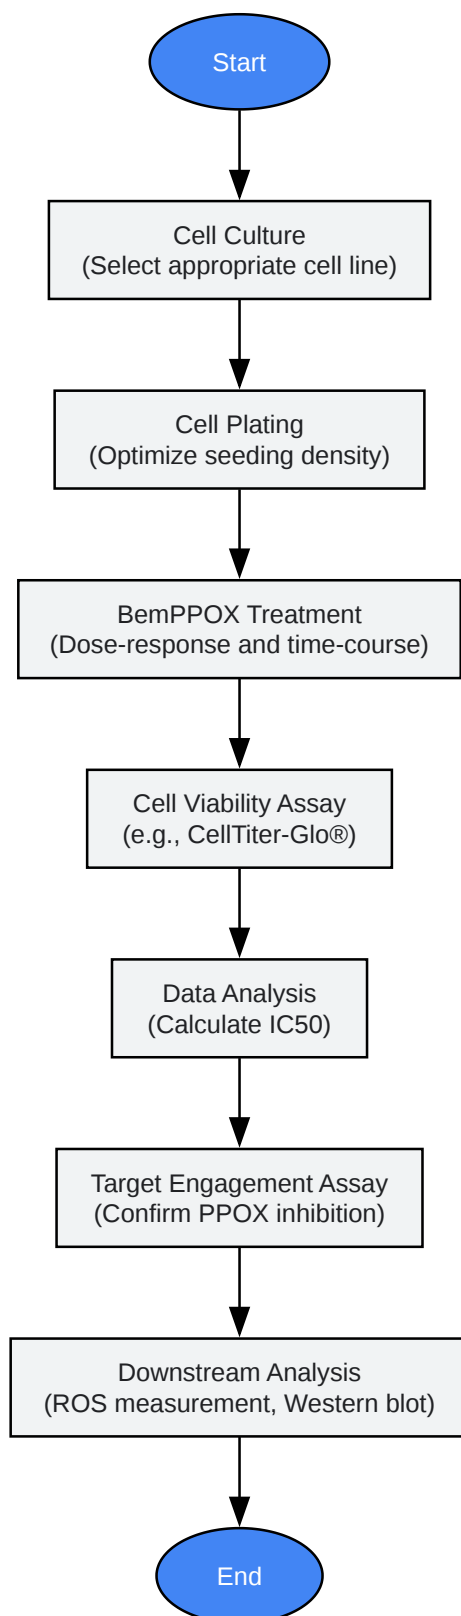 Start
Cell Culture
(Select appropriate cell line)
Cell Plating
(Optimize seeding density)
BemPPOX Treatment
(Dose-response and time-course)
Cell Viability Assay
(e.g., CellTiter-Glo®)
Data Analysis
(Calculate IC50)
Target Engagement Assay
(Confirm PPOX inhibition)
Downstream Analysis
(ROS measurement, Western blot)
End